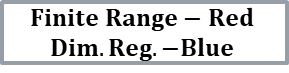 Finite Range − Red
Dim. Reg. −Blue